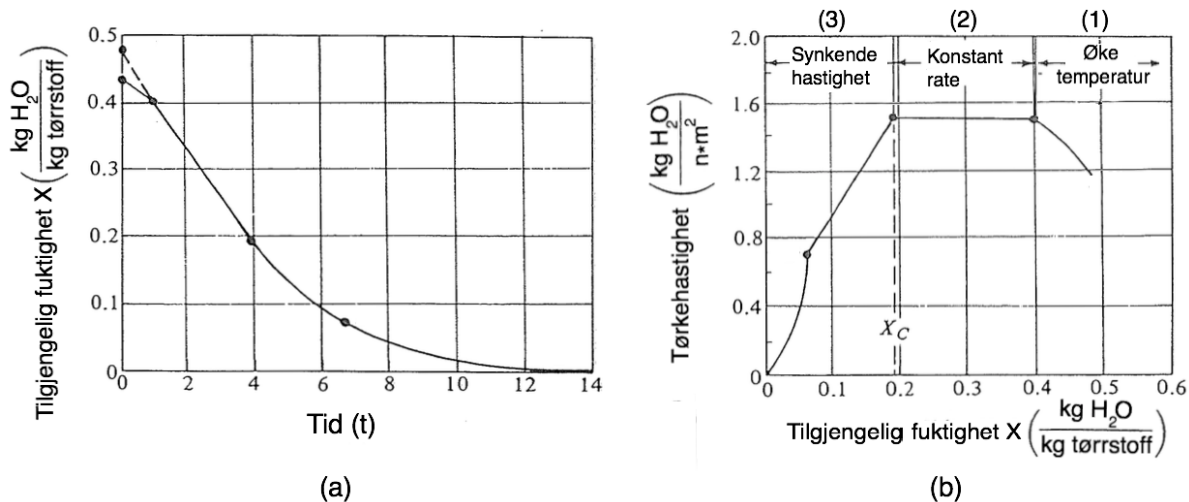 Tilgjengelig fuktighet X (kg H₂O / kg tørrstoff)
0.5
0.4
0.3
0.2
0.1
0
0 2 4 6 8 10 12 14
Tid (t)
(a)
(3) (2) (1)
Synkende hastighet
Konstant rate
Øke temperatur
Tørkehastighet (kg H₂O / n*m²)
2.0
1.6
1.2
0.8
0.4
0
X_C
0 0.1 0.2 0.3 0.4 0.5 0.6
Tilgjengelig fuktighet X (kg H₂O / kg tørrstoff)
(b)